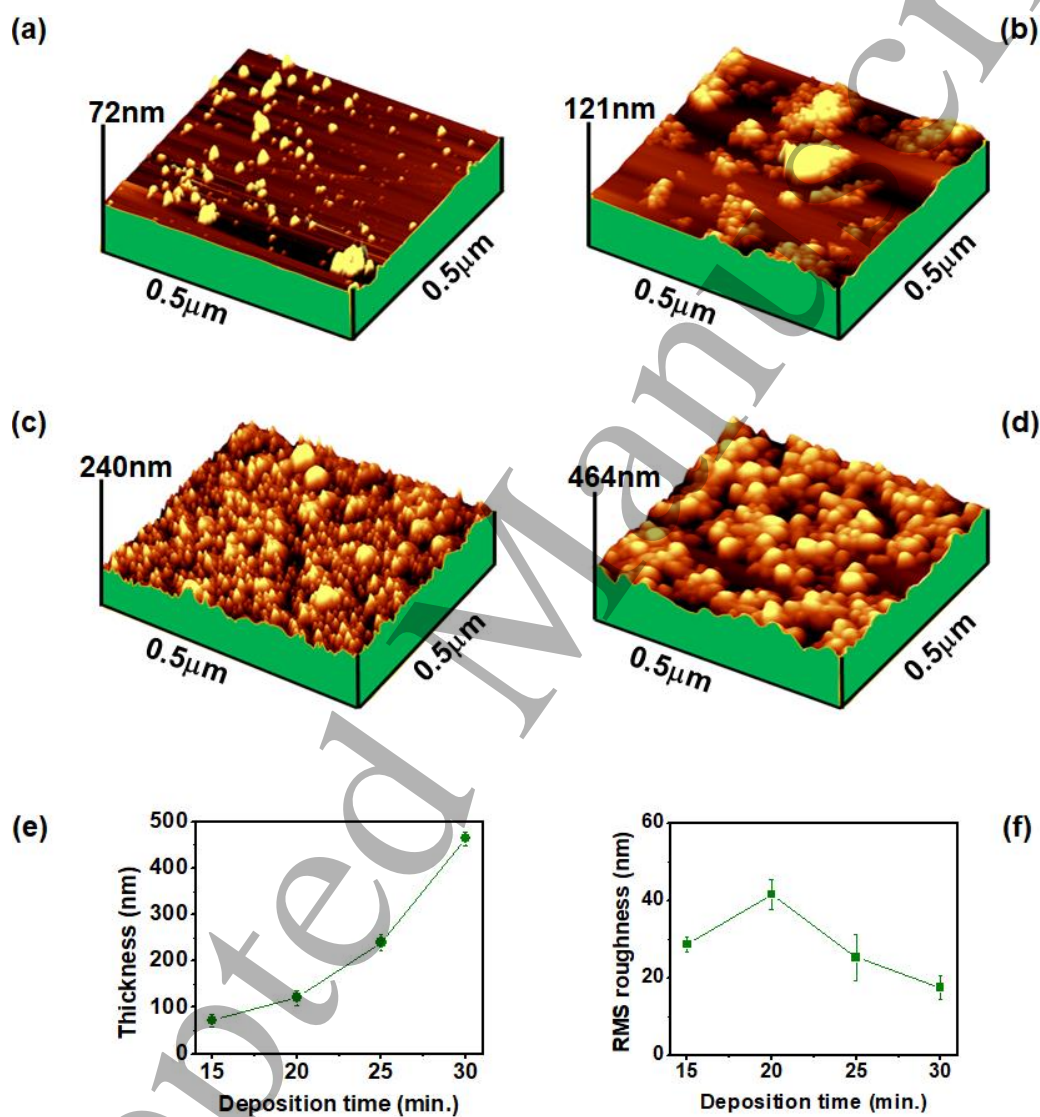 (a)
(b)
72nm
121nm
0.5μm
0.5μm
0.5μm
0.5μm
(c)
(d)
240nm
464nm
0.5μm
0.5μm
0.5μm
0.5μm
(e)
(f)
500
400
300
200
100
0
Thickness (nm)
15 20 25 30
Deposition time (min.)
60
40
20
0
RMS roughness (nm)
15 20 25 30
Deposition time (min.)